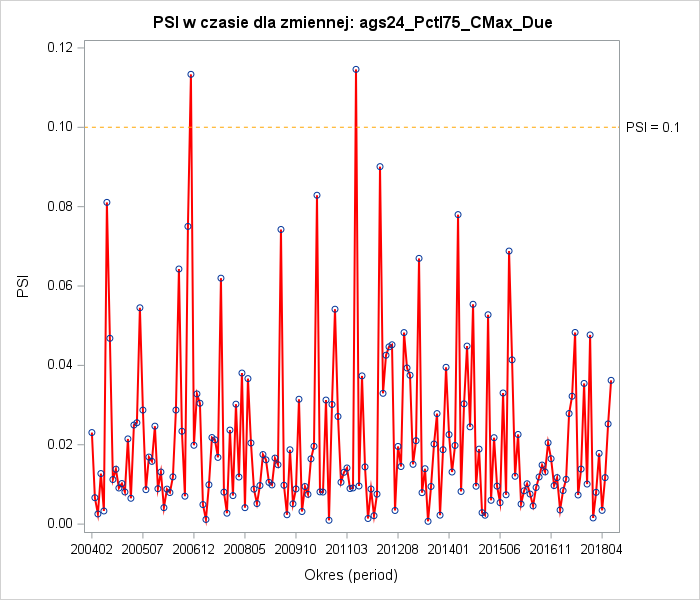 PSI w czasie dla zmiennej: ags24_Pctl75_CMax_Due
0.12
0.10
0.08
0.06
0.04
0.02
0.00
PSI
PSI = 0.1
200402 200507 200612 200805 200910 201103 201208 201401 201506 201611 201804
Okres (period)